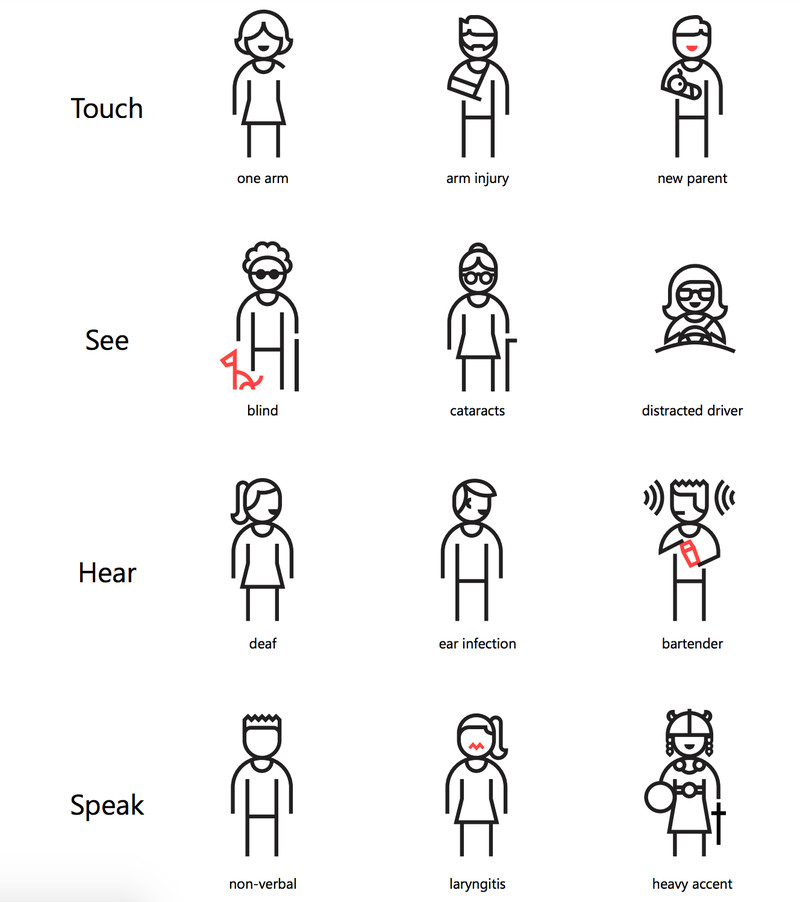 Touch
one arm
arm injury
new parent
See
blind
cataracts
distracted driver
Hear
deaf
ear infection
bartender
Speak
non-verbal
laryngitis
heavy accent